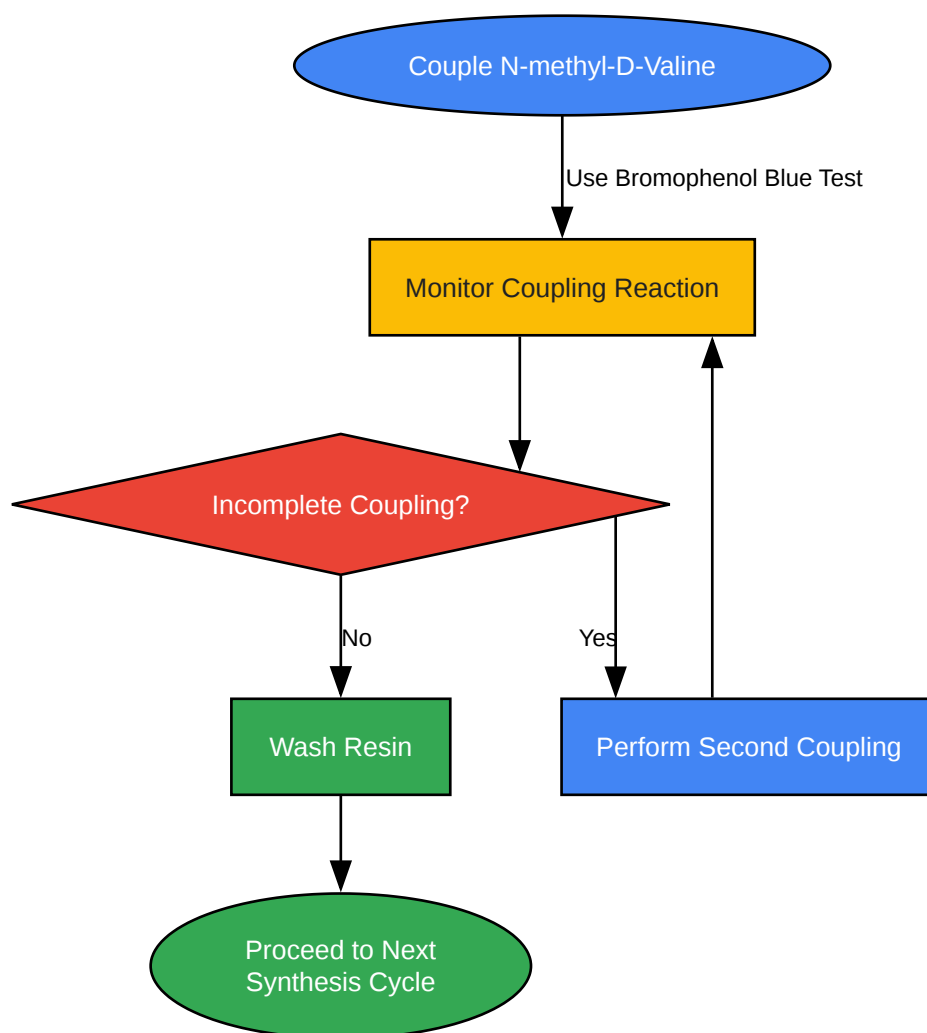 Couple N-methyl-D-Valine
Use Bromophenol Blue Test
Monitor Coupling Reaction
Incomplete Coupling?
No
Yes
Wash Resin
Perform Second Coupling
Proceed to Next
Synthesis Cycle